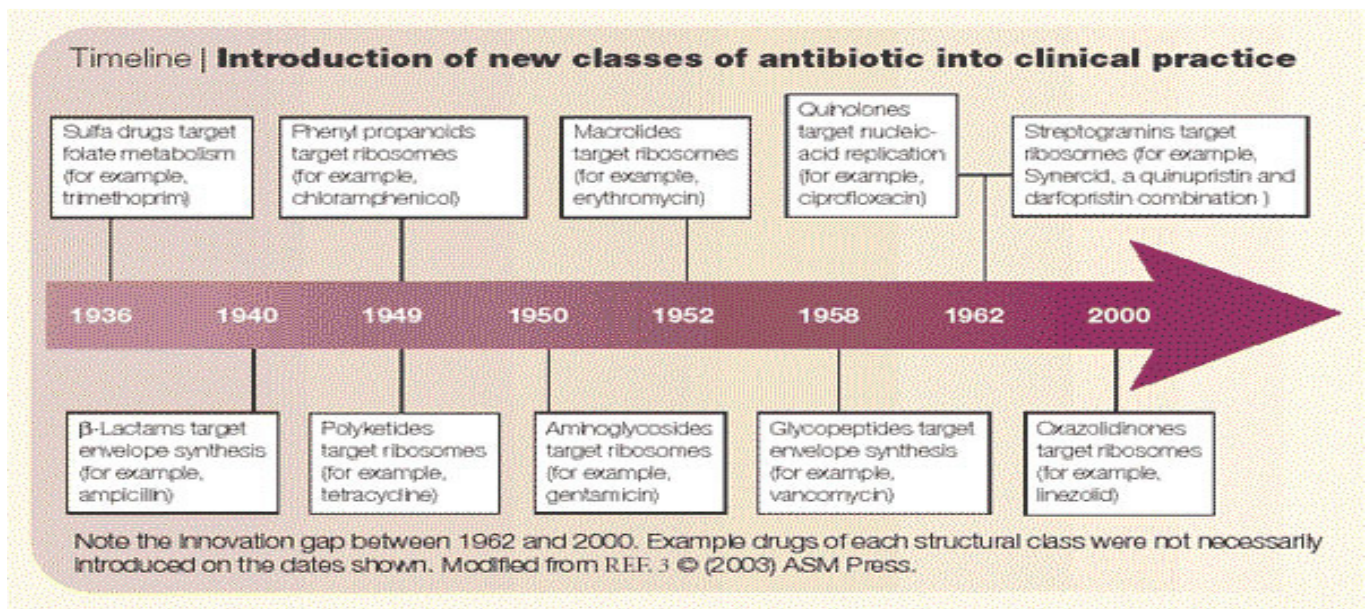 Timeline | Introduction of new classes of antibiotic into clinical practice
Sulfa drugs target
folate metabolism
(for example,
trimethoprim)
Phenyl propanoids
target ribosomes
(for example,
chloramphenicol)
Macrolides
target ribosomes
(for example,
erythromycin)
Quinolones
target nucleic-
acid replication
(for example,
ciprofloxacin)
Streptogramins target
ribosomes (for example,
Synercid, a quinupristin and
darfopristin combination )
1936 1940 1949 1950 1952 1958 1962 2000
β-Lactams target
envelope synthesis
(for example,
ampicillin)
Polyketides
target ribosomes
(for example,
tetracycline)
Aminoglycosides
target ribosomes
(for example,
gentamicin)
Glycopeptides target
envelope synthesis
(for example,
vancomycin)
Oxazolidinones
target ribosomes
(for example,
linezolid)
Note the Innovation gap between 1962 and 2000. Example drugs of each structural class were not necessarily
Introduced on the dates shown. Modified from REF. 3 © (2003) ASM Press.